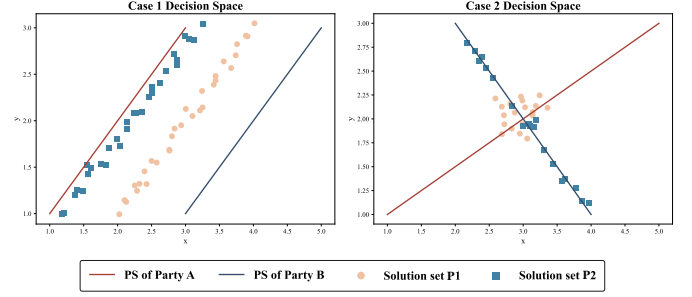 Case 1 Decision Space
Case 2 Decision Space
3.0
2.5
2.0
1.5
1.0
y
1.0 1.5 2.0 2.5 3.0 3.5 4.0 4.5 5.0
x
3.00
2.75
2.50
2.25
2.00
1.75
1.50
1.25
1.00
y
1.0 1.5 2.0 2.5 3.0 3.5 4.0 4.5 5.0
x
PS of Party A PS of Party B Solution set P1 Solution set P2